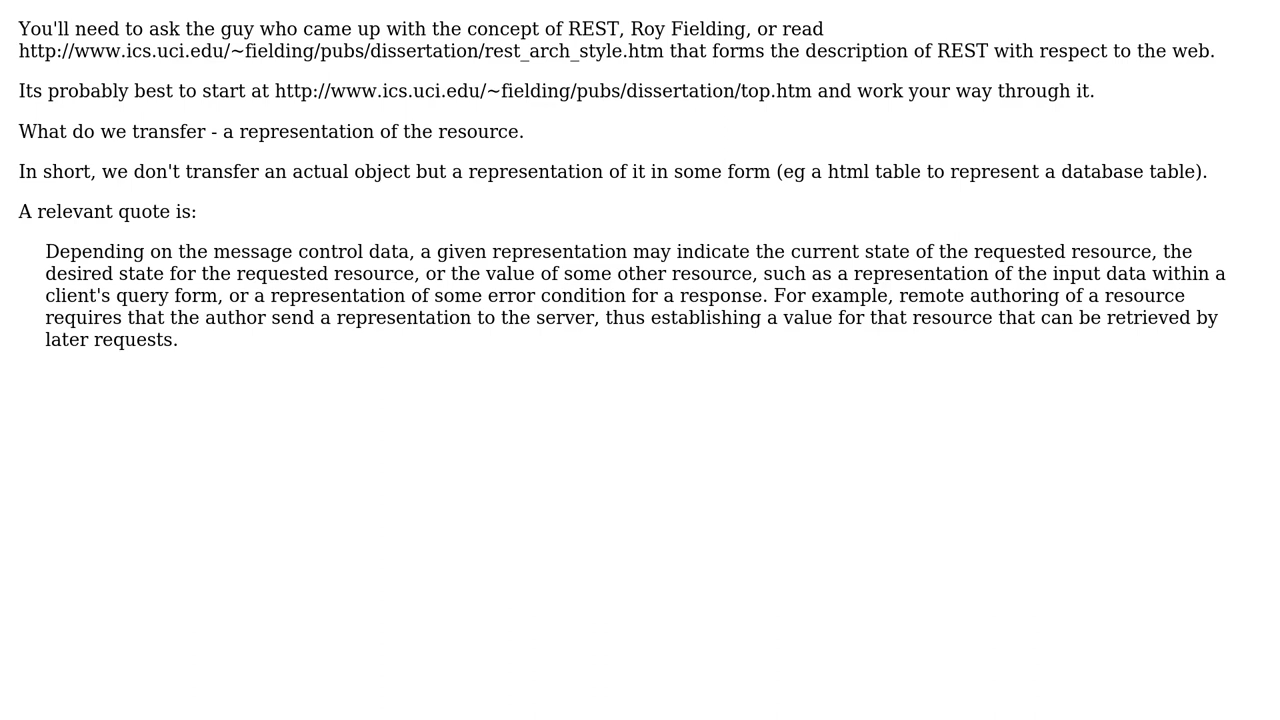 You'll need to ask the guy who came up with the concept of REST, Roy Fielding, or read
http://www.ics.uci.edu/~fielding/pubs/dissertation/rest_arch_style.htm that forms the description of REST with respect to the web.
Its probably best to start at http://www.ics.uci.edu/~fielding/pubs/dissertation/top.htm and work your way through it.
What do we transfer - a representation of the resource.
In short, we don't transfer an actual object but a representation of it in some form (eg a html table to represent a database table).
A relevant quote is:
Depending on the message control data, a given representation may indicate the current state of the requested resource, the
desired state for the requested resource, or the value of some other resource, such as a representation of the input data within a
client's query form, or a representation of some error condition for a response. For example, remote authoring of a resource
requires that the author send a representation to the server, thus establishing a value for that resource that can be retrieved by
later requests.